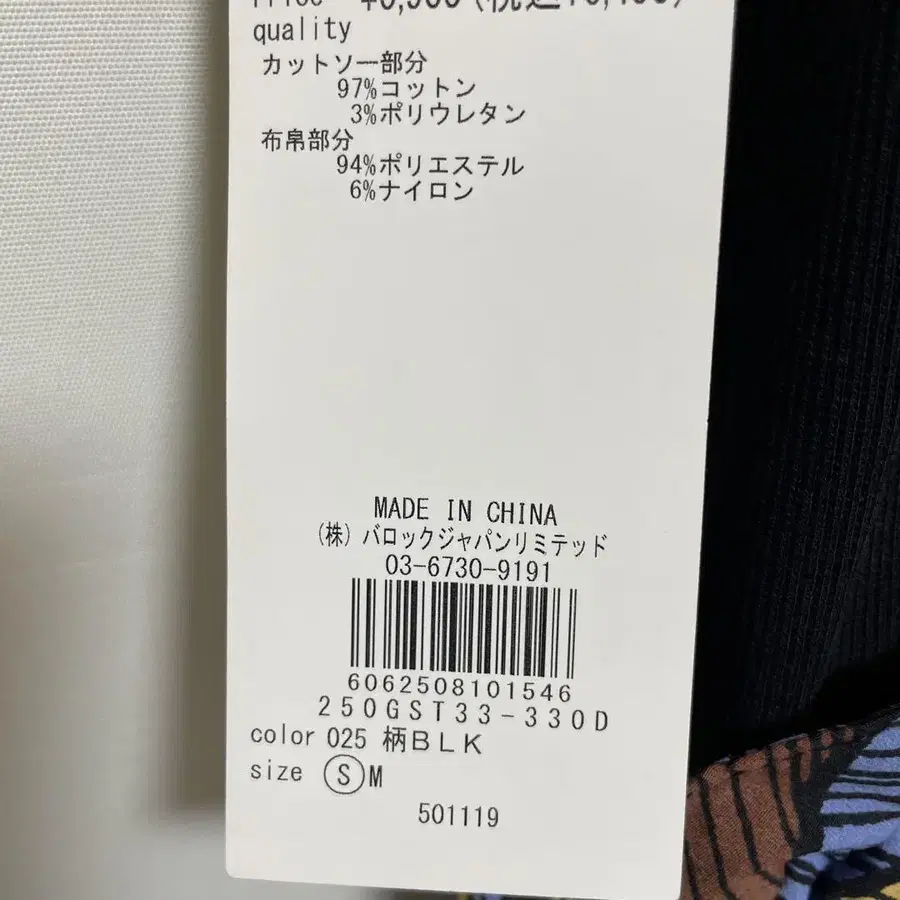 quality
カットソー部分
97%コットン
3%ポリウレタン
布帛部分
94%ポリエステル
6%ナイロン
MADE IN CHINA
(株) バロックジャパンリミテッド
03-6730-9191
6062508101546
250GST33-330D
color 025 柄BLK
size S M
501119